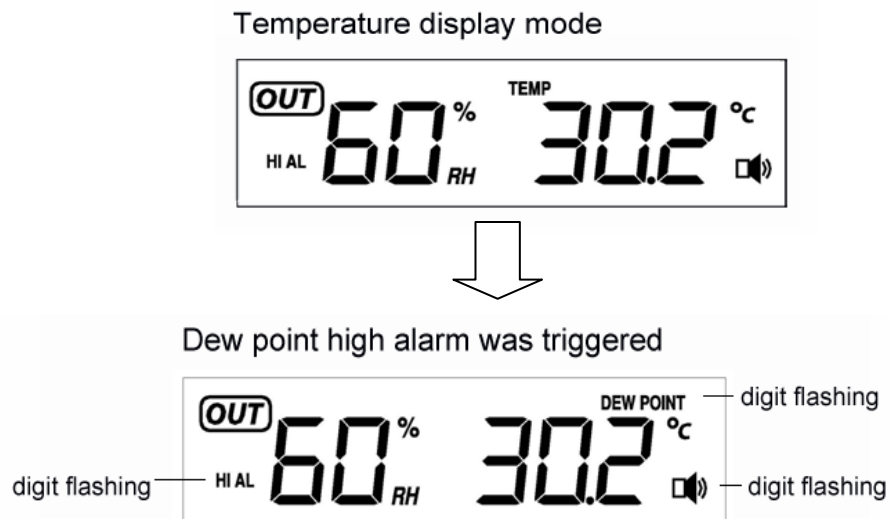 Temperature display mode
OUT 60 % RH TEMP 30.2 °C
HI AL
Dew point high alarm was triggered
OUT 60 % RH DEW POINT 30.2 °C digit flashing
digit flashing HI AL digit flashing